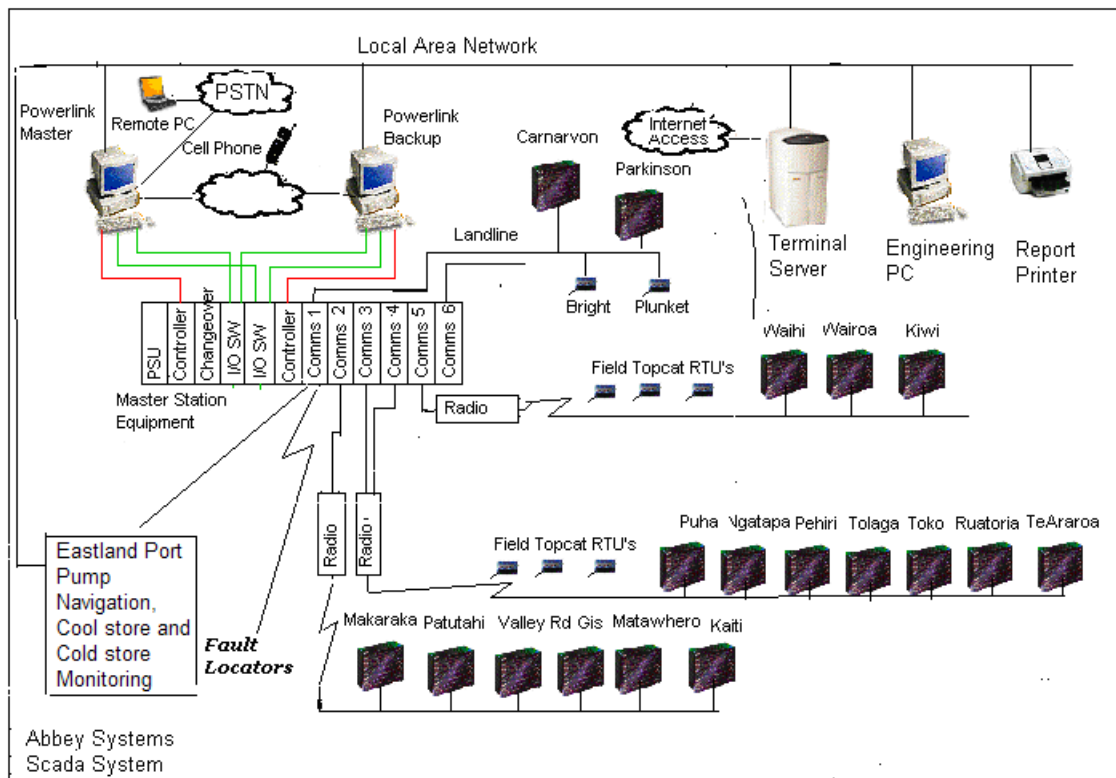 Local Area Network
Powerlink
Master
Remote PC
PSTN
Cell Phone
Powerlink
Backup
Carnarvon
Parkinson
Internet
Access
Landline
Bright
Plunket
Terminal
Server
Engineering
PC
Report
Printer
PSU
Controller
Changeover
I/O SW
I/O SW
Controller
Comms 1
Comms 2
Comms 3
Comms 4
Comms 5
Comms 6
Master Station
Equipment
Radio
Field Topcat RTU's
Waihi
Wairoa
Kiwi
Radio
Radio
Field Topcat RTU's
Puha
Ngatapa
Pehiri
Tolaga
Toko
Ruatoria
TeAraroa
Eastland Port
Pump
Navigation,
Cool store and
Cold store
Monitoring
Fault
Locators
Makaraka
Patutahi
Valley Rd
Gis
Matawhero
Kaiti
Abbey Systems
Scada System